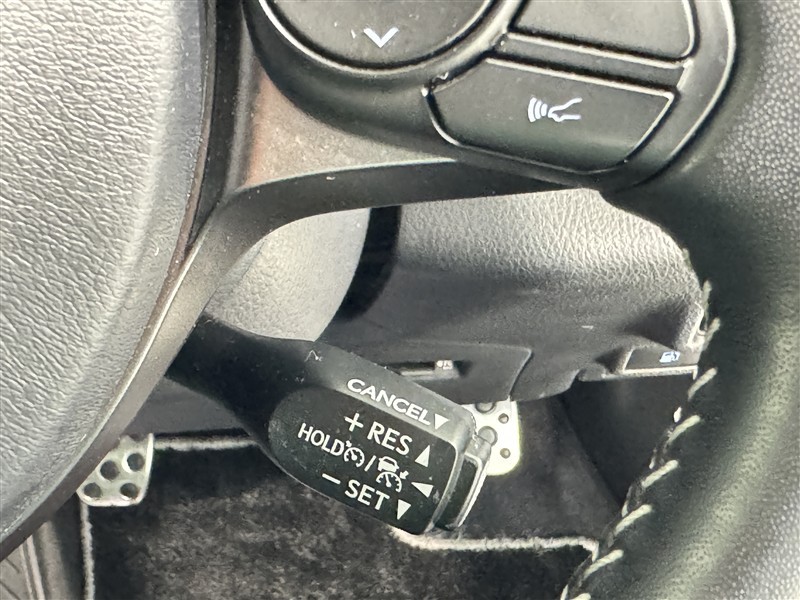 CANCEL
+ RES
HOLD /
− SET